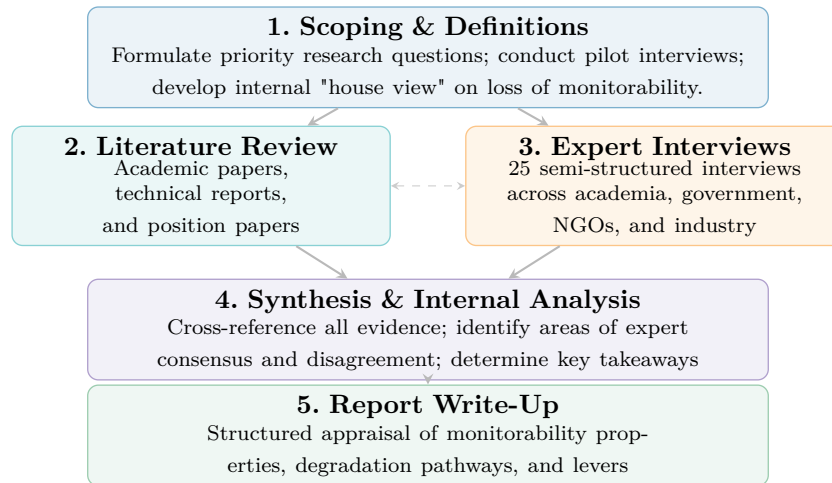 1. Scoping & Definitions
Formulate priority research questions; conduct pilot interviews;
develop internal "house view" on loss of monitorability.
2. Literature Review
Academic papers,
technical reports,
and position papers
3. Expert Interviews
25 semi-structured interviews
across academia, government,
NGOs, and industry
4. Synthesis & Internal Analysis
Cross-reference all evidence; identify areas of expert
consensus and disagreement; determine key takeaways
5. Report Write-Up
Structured appraisal of monitorability prop-
erties, degradation pathways, and levers